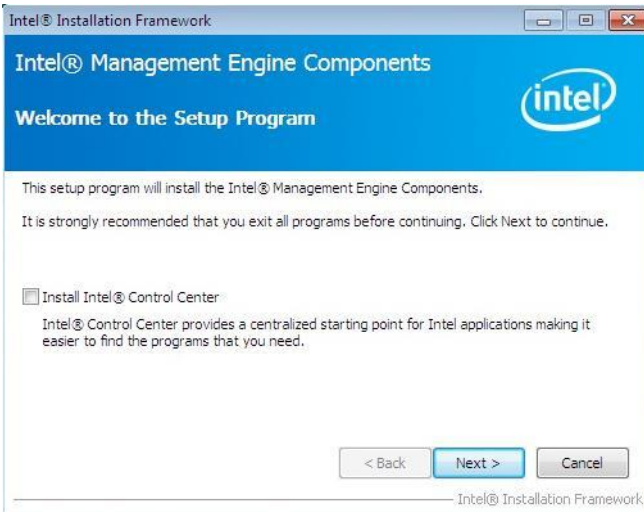 Intel® Installation Framework
Intel® Management Engine Components
intel
Welcome to the Setup Program
This setup program will install the Intel® Management Engine Components.
It is strongly recommended that you exit all programs before continuing. Click Next to continue.
Install Intel® Control Center
Intel® Control Center provides a centralized starting point for Intel applications making it
easier to find the programs that you need.
< Back Next > Cancel
Intel® Installation Framework